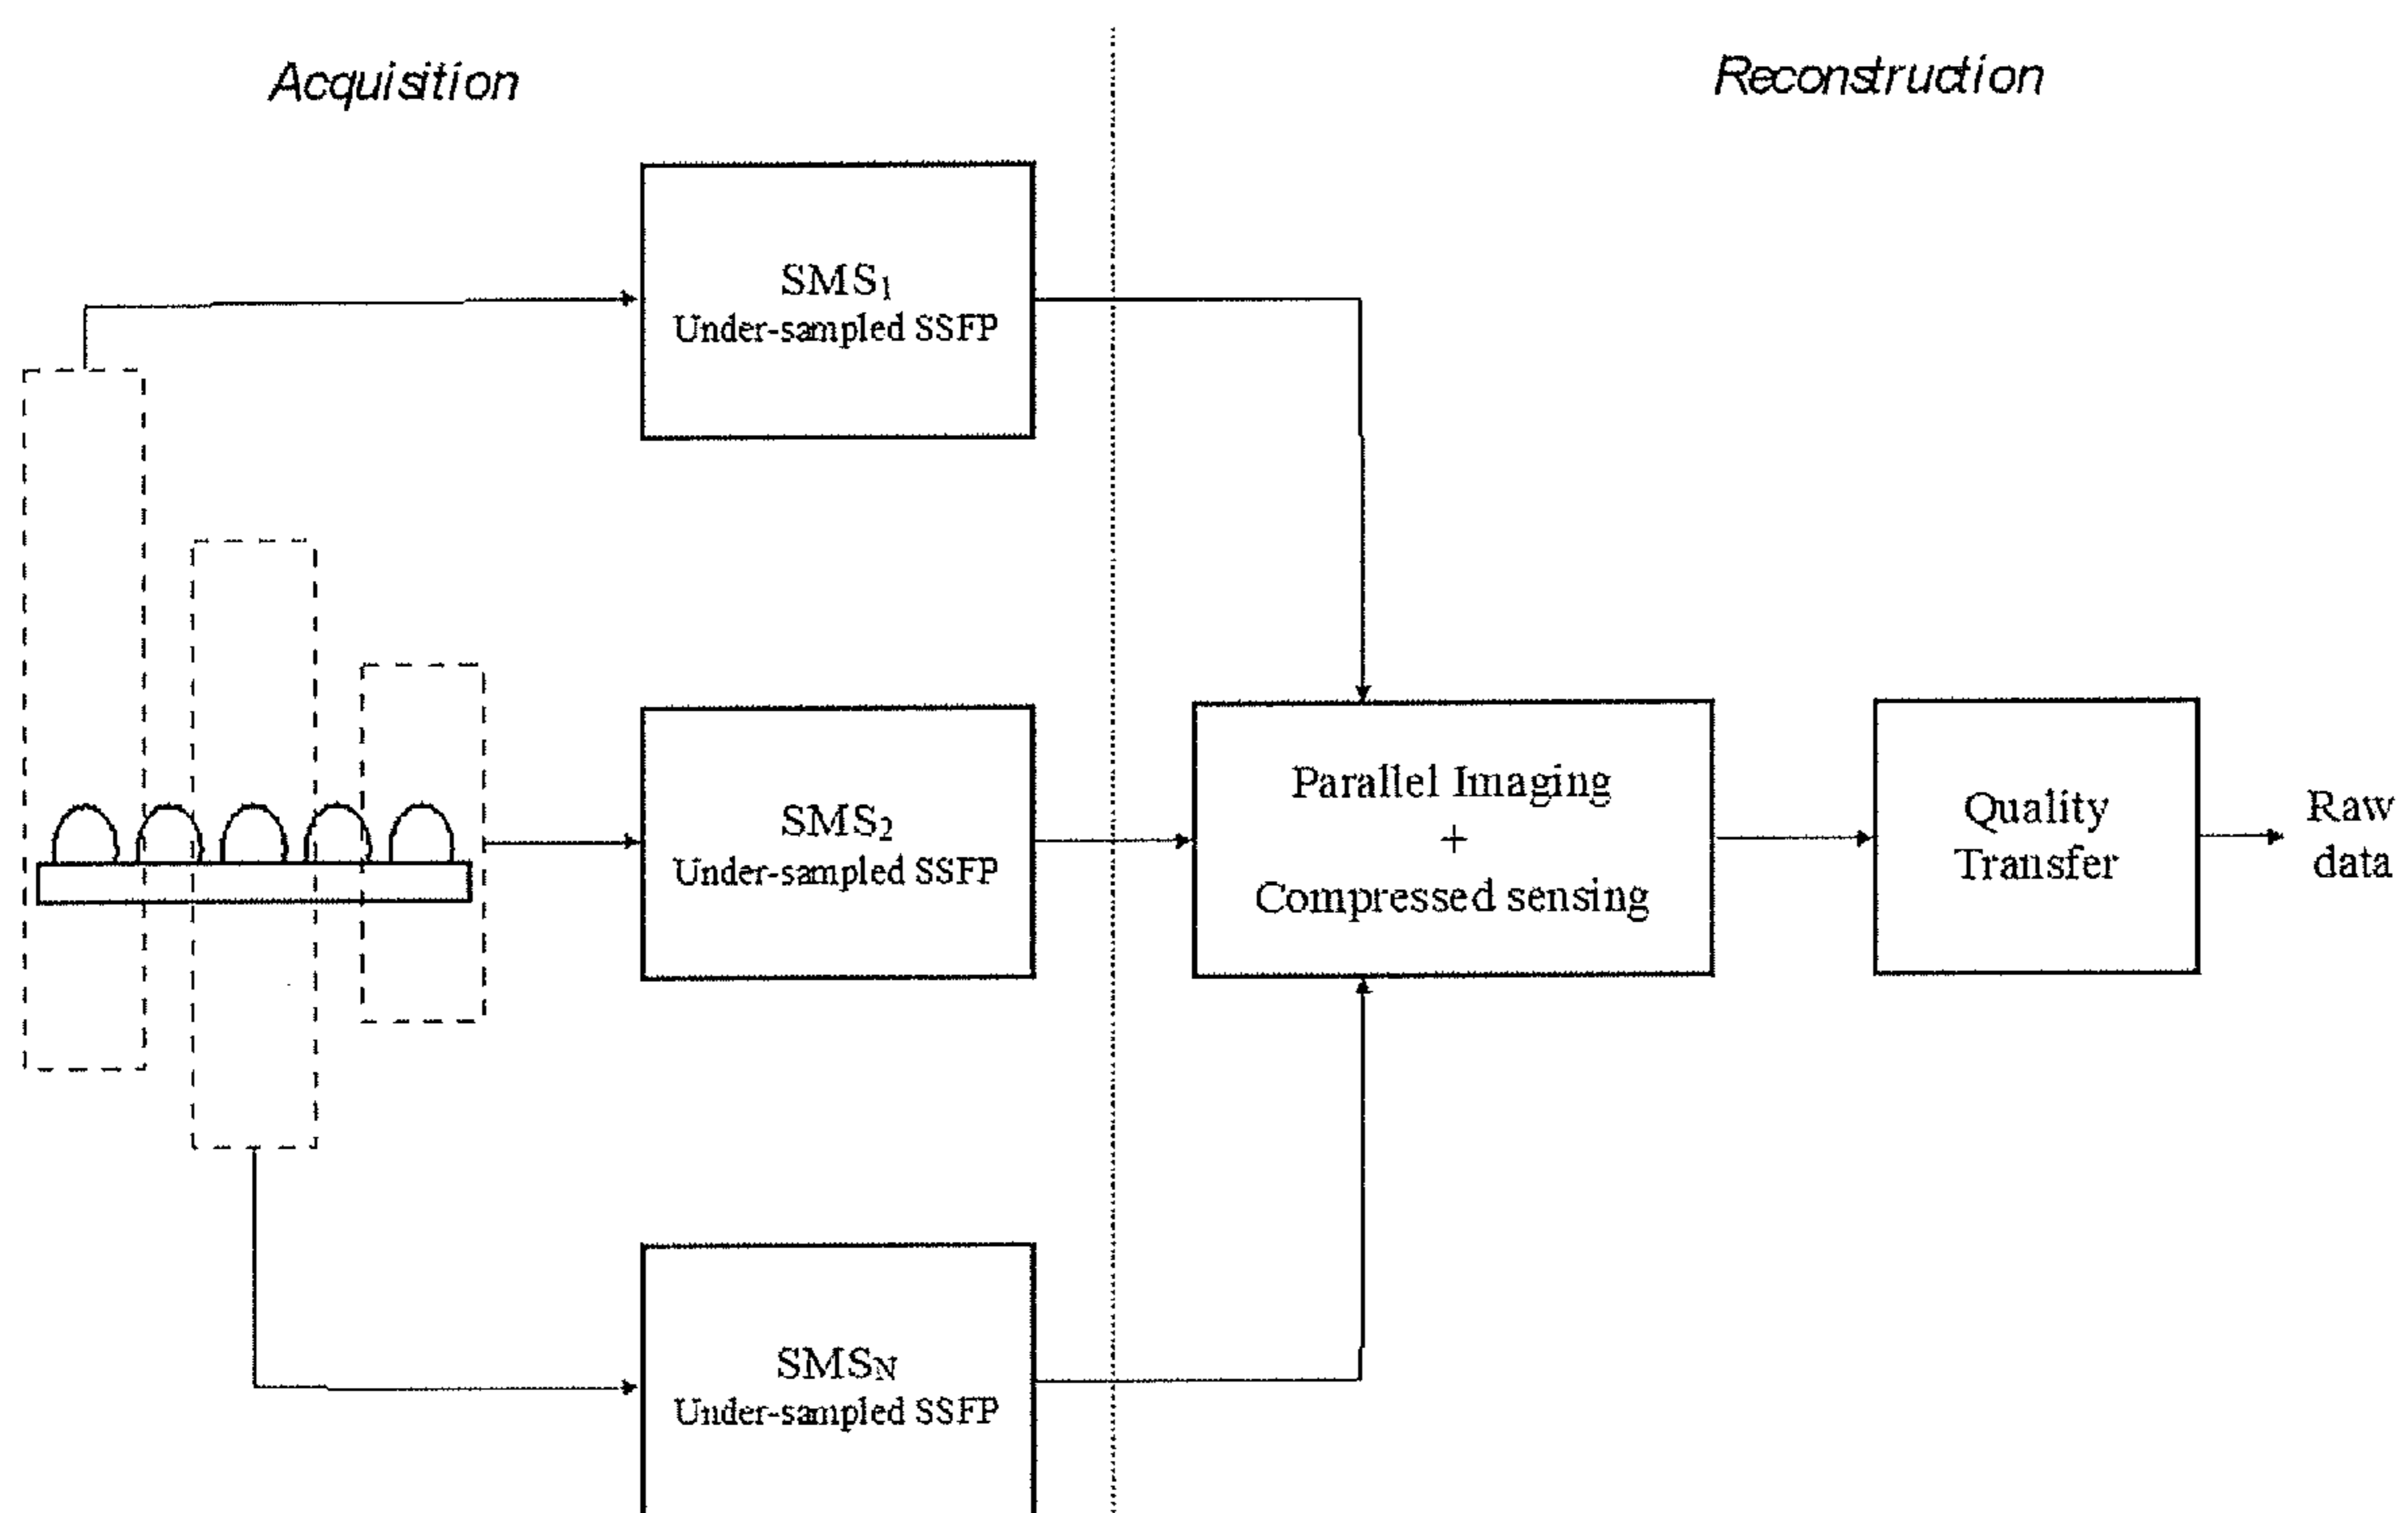 Acquisition
Reconstruction
SMS₁
Under-sampled SSFP
SMS₂
Under-sampled SSFP
SMSN
Under-sampled SSFP
Parallel Imaging
+
Compressed sensing
Quality
Transfer
Raw
data